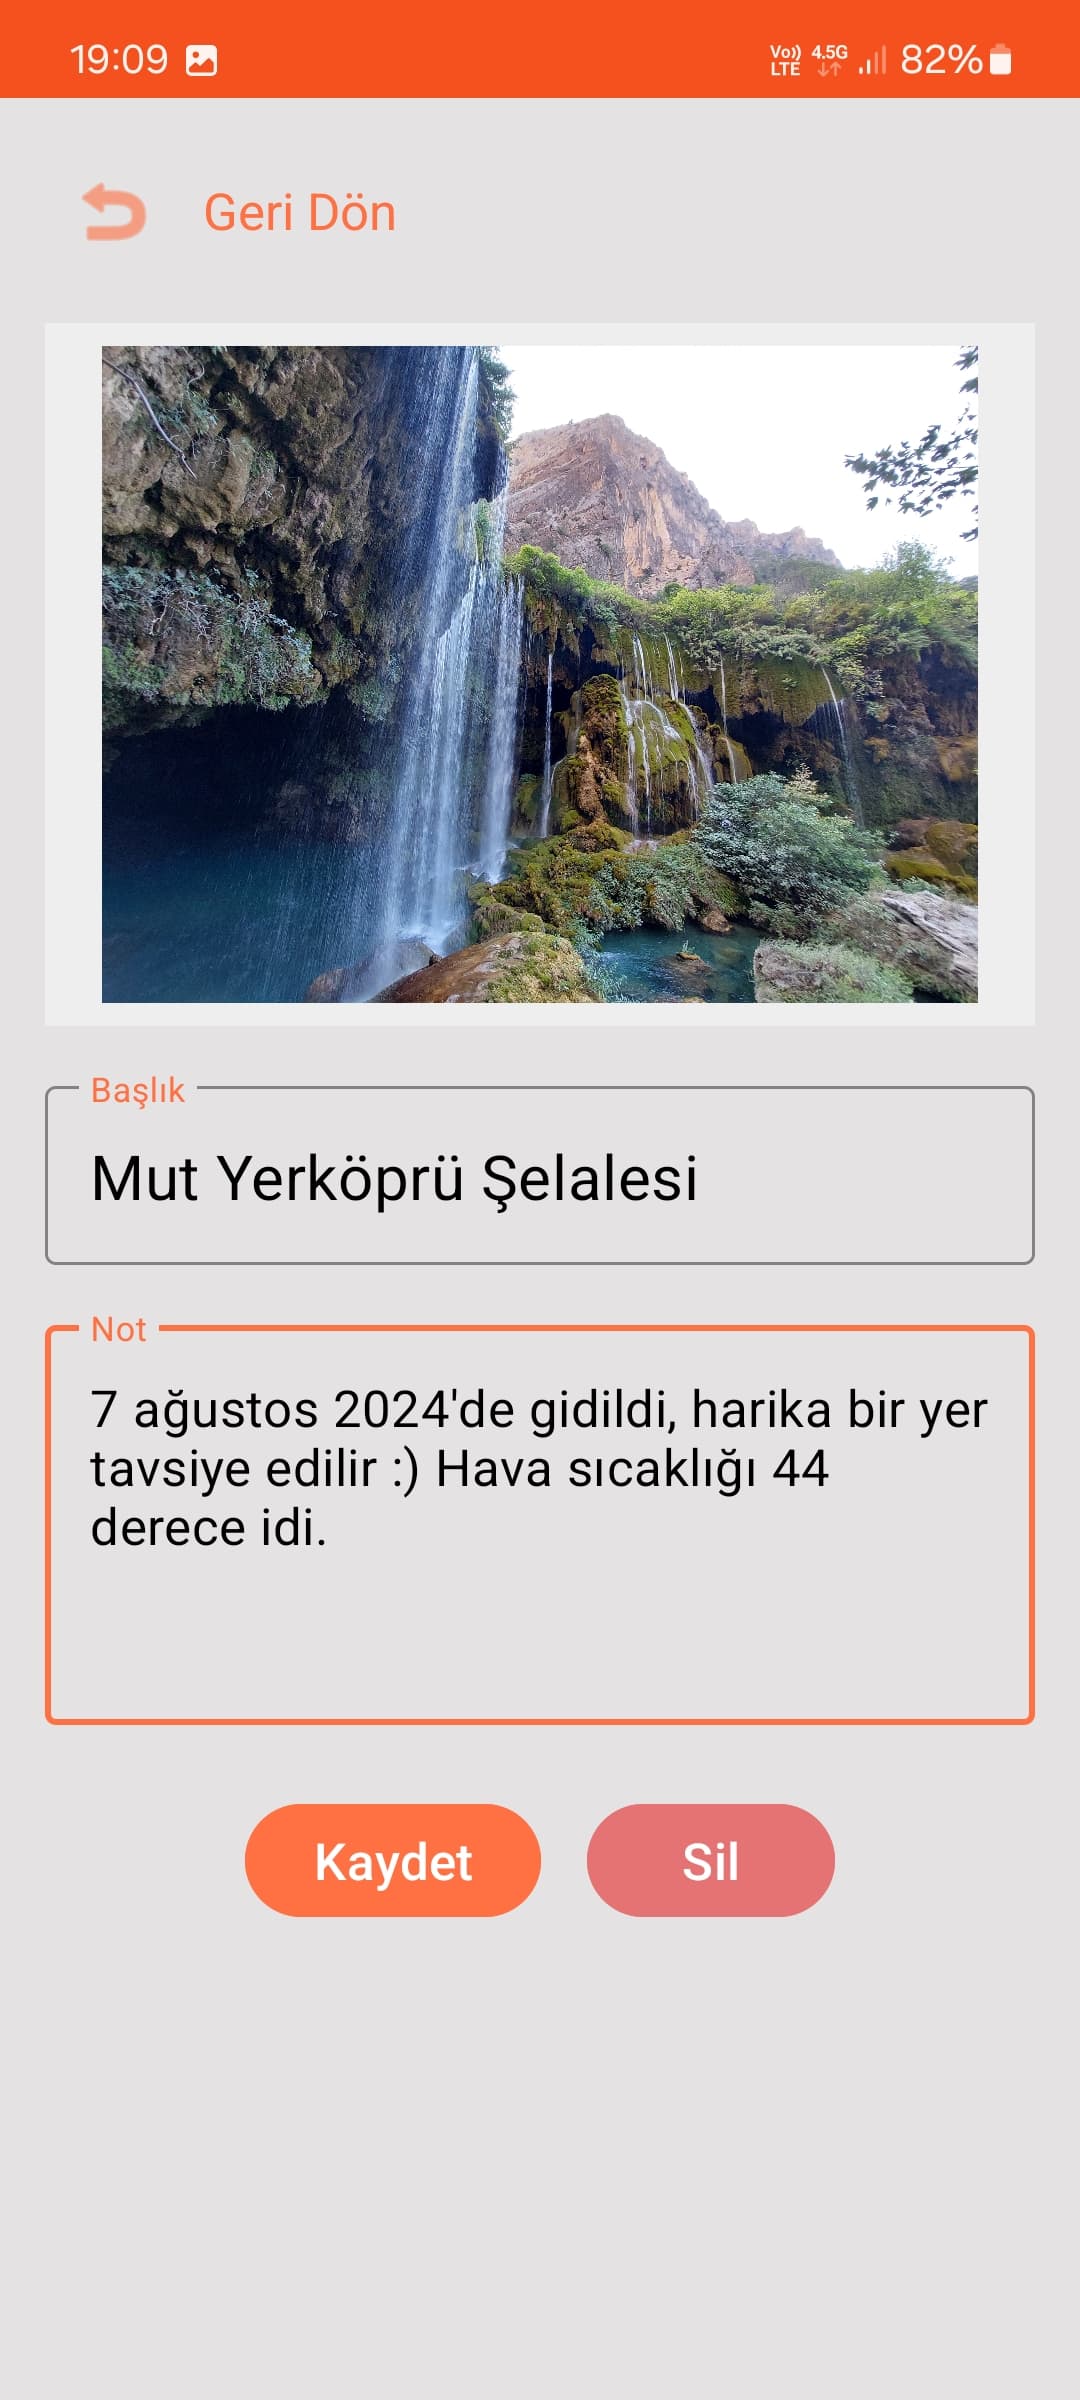 19:09 Vo)) LTE 4.5G 82%
Geri Dön
Başlık
Mut Yerköprü Şelalesi
Not
7 ağustos 2024'de gidildi, harika bir yer
tavsiye edilir :) Hava sıcaklığı 44
derece idi.
Kaydet Sil